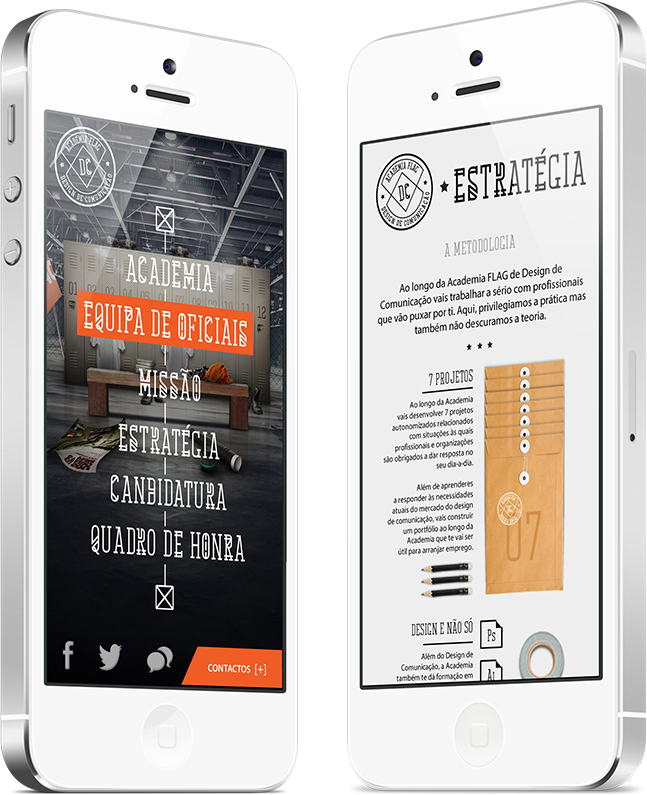 ACADEMIA FLAG
DC
DESIGN DE COMUNICAÇÃO
ACADEMIA
EQUIPA DE OFICIAIS
MISSÃO
ESTRATÉGIA
CANDIDATURA
QUADRO DE HONRA
CONTACTOS [+]
ACADEMIA FLAG
DC
DESIGN DE COMUNICAÇÃO
ESTRATÉGIA
A METODOLOGIA
Ao longo da Academia FLAG de Design de
Comunicação vais trabalhar a sério com profissionais
que vão puxar por ti. Aqui, privilegiamos a prática mas
também não descuramos a teoria.
7 PROJETOS
Ao longo da Academia
vais desenvolver 7 projetos
autonomizados relacionados
com situações às quais
profissionais e organizações
são obrigados a dar resposta no
seu dia-a-dia.
Além de aprenderes
a responder às necessidades
atuais do mercado do design
de comunicação, vais construir
um portfólio ao longo da
Academia que te vai ser
útil para arranjar emprego.
07
DESIGN E NÃO SÓ
Ps
Além do Design de
Comunicação, a Academia
também te dá formação em
Ai